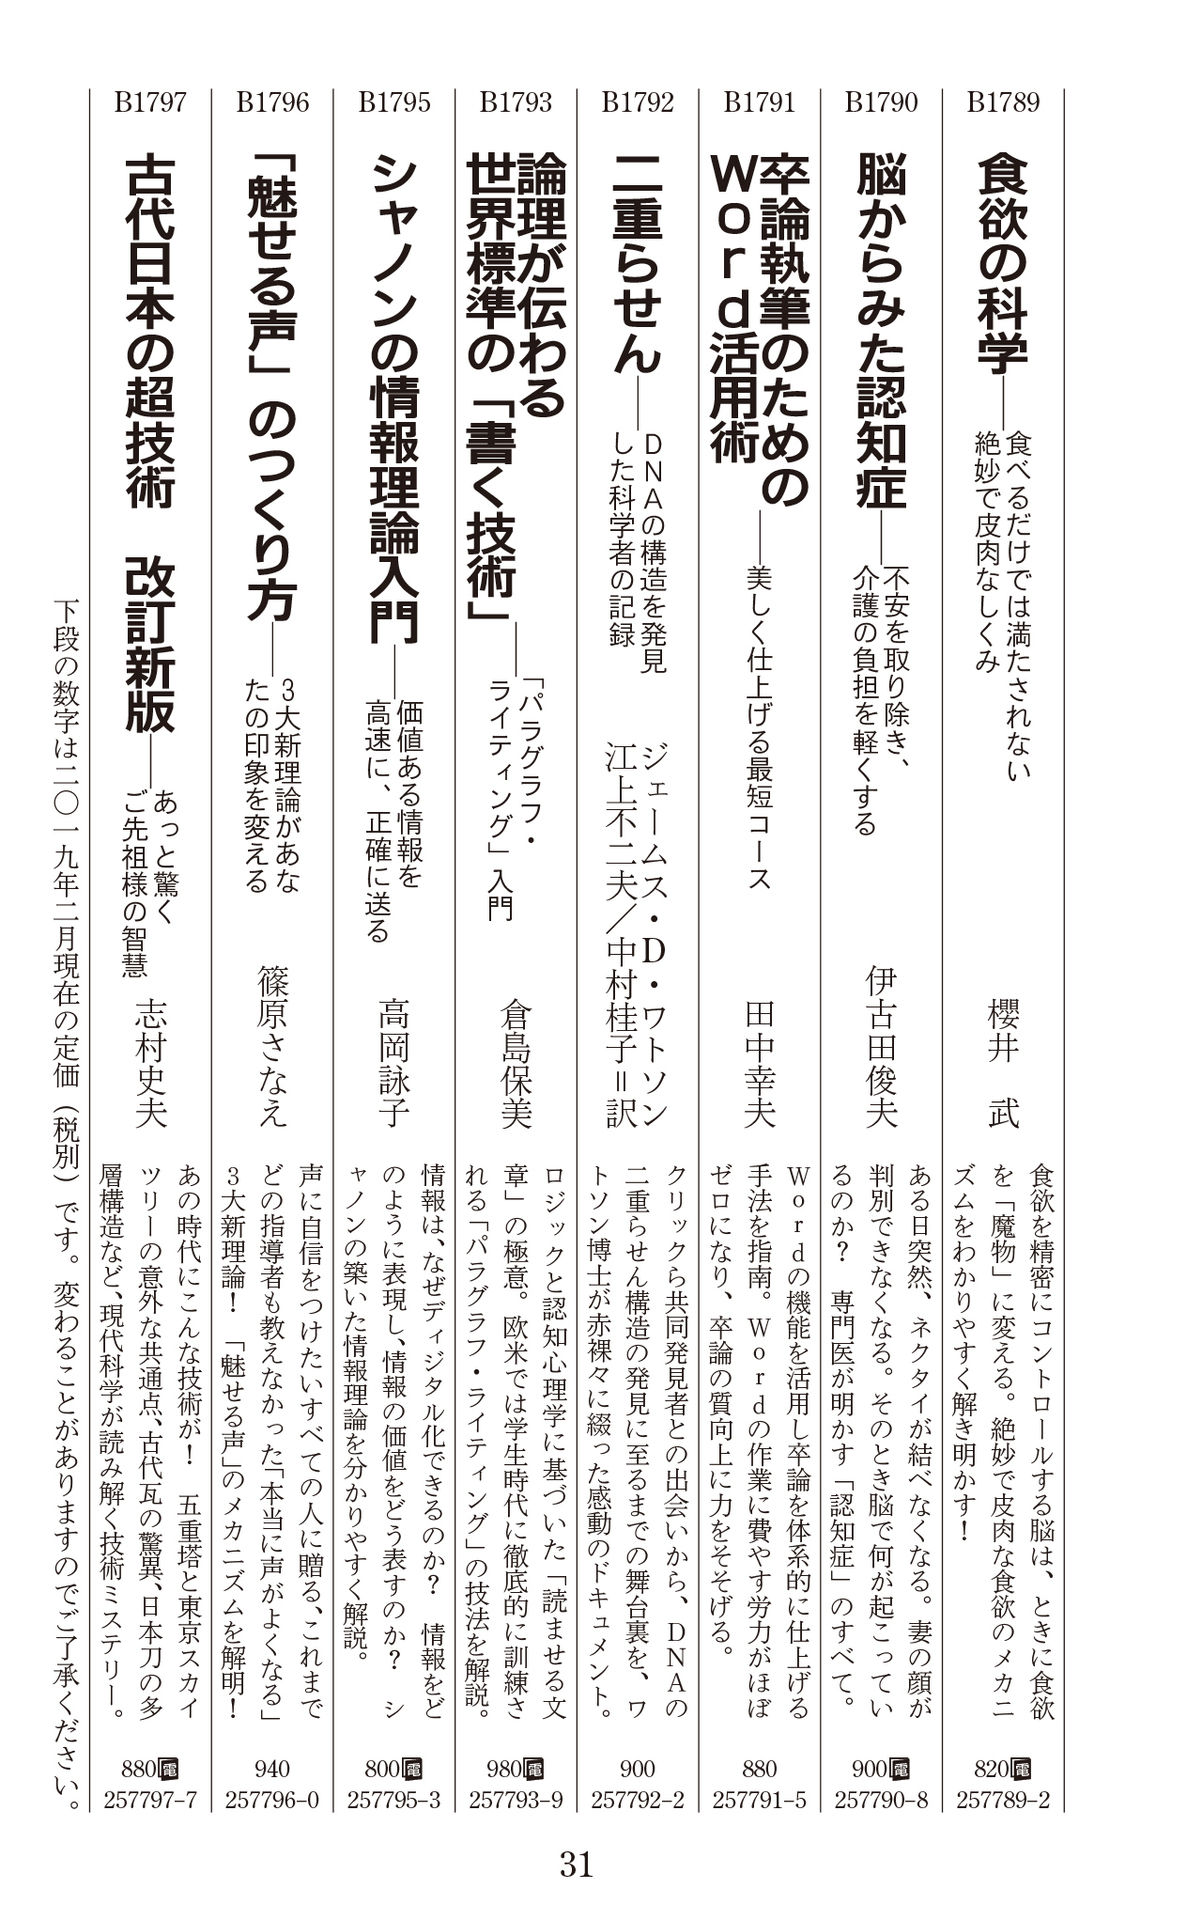 B1789
食欲の科学――食べるだけでは満たされない
絶妙で皮肉なしくみ
櫻井　武
食欲を精密にコントロールする脳は、ときに食欲
を「魔物」に変える。絶妙で皮肉な食欲のメカニ
ズムをわかりやすく解き明かす！
820電
257789-2
B1790
脳からみた認知症――不安を取り除き、
介護の負担を軽くする
伊古田俊夫
ある日突然、ネクタイが結べなくなる。妻の顔が
判別できなくなる。そのとき脳で何が起こってい
るのか？　専門医が明かす「認知症」のすべて。
900電
257790-8
B1791
卒論執筆のための
Word活用術――美しく仕上げる最短コース
田中幸夫
Wordの機能を活用し卒論を体系的に仕上げる
手法を指南。Wordの作業に費やす労力がほぼ
ゼロになり、卒論の質向上に力をそそげる。
880
257791-5
B1792
二重らせん――DNAの構造を発見
した科学者の記録
ジェームス・D・ワトソン
江上不二夫／中村桂子＝訳
クリックら共同発見者との出会いから、DNAの
二重らせん構造の発見に至るまでの舞台裏を、ワ
トソン博士が赤裸々に綴った感動のドキュメント。
900
257792-2
B1793
論理が伝わる
世界標準の「書く技術」――「パラグラフ・
ライティング」入門
倉島保美
ロジックと認知心理学に基づいた「読ませる文
章」の極意。欧米では学生時代に徹底的に訓練さ
れる「パラグラフ・ライティング」の技法を解説。
980電
257793-9
B1795
シャノンの情報理論入門――価値ある情報を
高速に、正確に送る
高岡詠子
情報は、なぜディジタル化できるのか？　情報をど
のように表現し、情報の価値をどう表すのか？　シ
ャノンの築いた情報理論を分かりやすく解説。
800電
257795-3
B1796
「魅せる声」のつくり方――3大新理論があな
たの印象を変える
篠原さなえ
声に自信をつけたいすべての人に贈る、これまで
どの指導者も教えなかった「本当に声がよくなる」
3大新理論！　「魅せる声」のメカニズムを解明！
940
257796-0
B1797
古代日本の超技術　改訂新版――あっと驚く
ご先祖様の智慧
志村史夫
あの時代にこんな技術が！　五重塔と東京スカイ
ツリーの意外な共通点、古代瓦の驚異、日本刀の多
層構造など、現代科学が読み解く技術ミステリー。
880電
257797-7
下段の数字は二〇一九年二月現在の定価（税別）です。変わることがありますのでご了承ください。
31